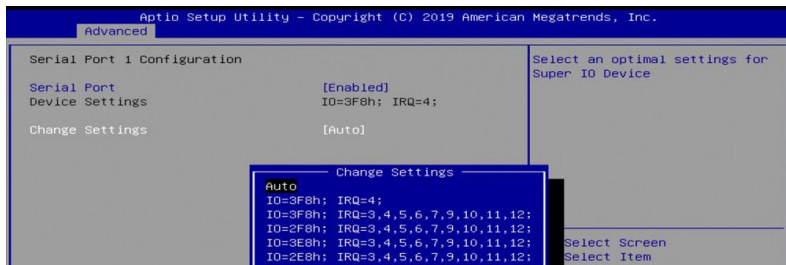 Aptio Setup Utility – Copyright (C) 2019 American Megatrends, Inc.
Advanced
Serial Port 1 Configuration
Serial Port [Enabled]
Device Settings IO=3F8h; IRQ=4;
Change Settings [Auto]
Select an optimal settings for
Super IO Device
Change Settings
Auto
IO=3F8h; IRQ=4;
IO=3F8h; IRQ=3,4,5,6,7,9,10,11,12;
IO=2F8h; IRQ=3,4,5,6,7,9,10,11,12;
IO=3E8h; IRQ=3,4,5,6,7,9,10,11,12;
IO=2E8h; IRQ=3,4,5,6,7,9,10,11,12;
Select Screen
Select Item